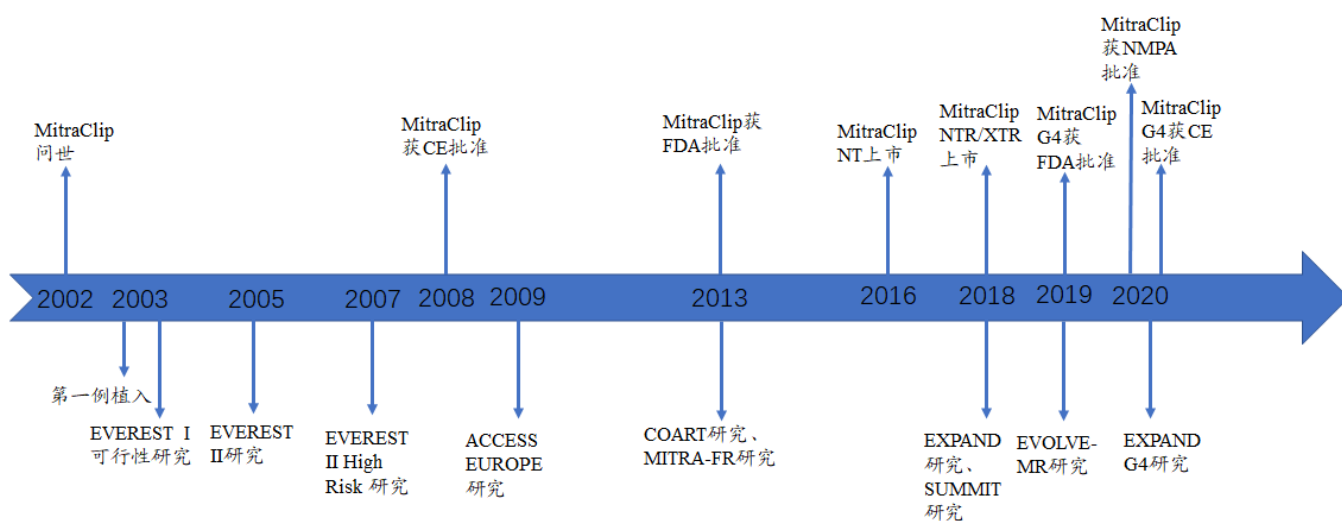 MitraClip
问世
MitraClip
获CE批准
MitraClip获
FDA批准
MitraClip
NT上市
MitraClip
NTR/XTR
上市
MitraClip
G4获
FDA批准
MitraClip
获NMPA
批准
MitraClip
G4获CE
批准
2002
2003
2005
2007
2008
2009
2013
2016
2018
2019
2020
第一例植入
EVEREST I
可行性研究
EVEREST
II研究
EVEREST
II High
Risk 研究
ACCESS
EUROPE
研究
COART研究、
MITRA-FR研究
EXPAND
研究、
SUMMIT
研究
EVOLVE-
MR研究
EXPAND
G4研究